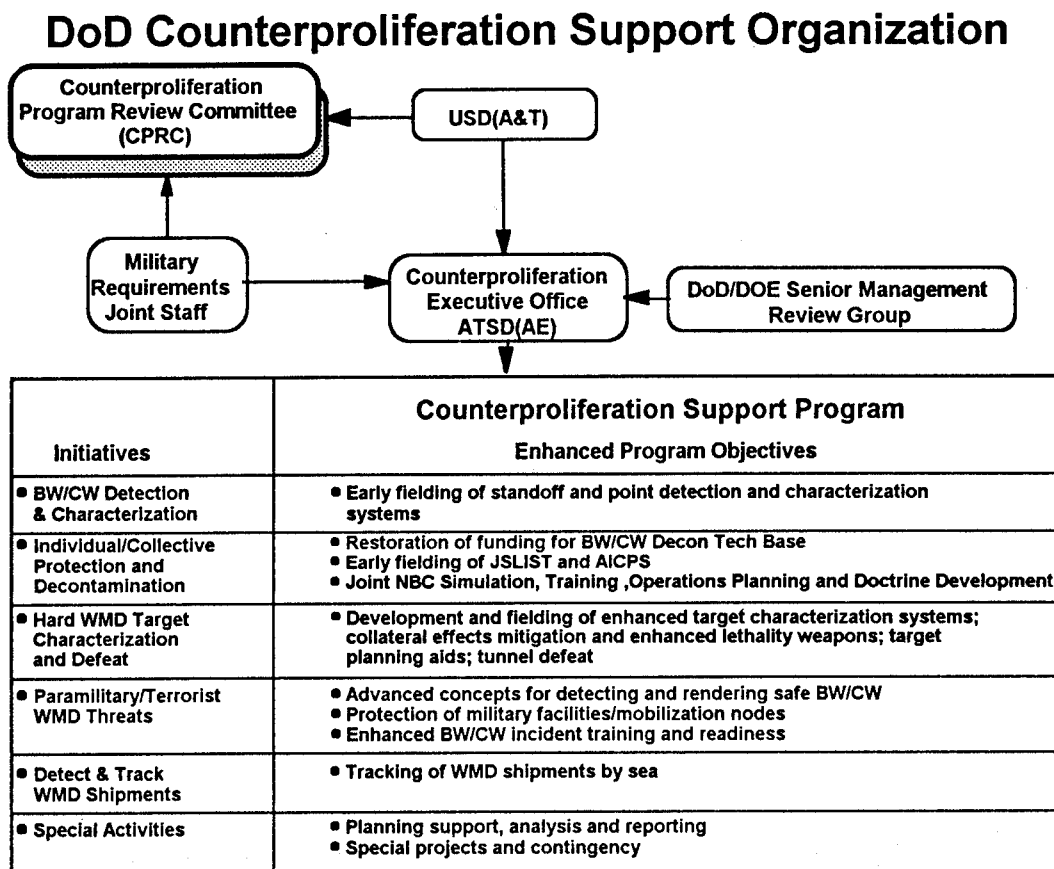 DoD Counterproliferation Support Organization
Counterproliferation
Program Review Committee
(CPRC)
USD(A&T)
Military
Requirements
Joint Staff
Counterproliferation
Executive Office
ATSD(AE)
DoD/DOE Senior Management
Review Group
Initiatives
Counterproliferation Support Program
Enhanced Program Objectives
• BW/CW Detection
& Characterization
• Early fielding of standoff and point detection and characterization
systems
• Individual/Collective
Protection and
Decontamination
• Restoration of funding for BW/CW Decon Tech Base
• Early fielding of JSLIST and AICPS
• Joint NBC Simulation, Training ,Operations Planning and Doctrine Development
• Hard WMD Target
Characterization
and Defeat
• Development and fielding of enhanced target characterization systems;
collateral effects mitigation and enhanced lethality weapons; target
planning aids; tunnel defeat
• Paramilitary/Terrorist
WMD Threats
• Advanced concepts for detecting and rendering safe BW/CW
• Protection of military facilities/mobilization nodes
• Enhanced BW/CW incident training and readiness
• Detect & Track
WMD Shipments
• Tracking of WMD shipments by sea
• Special Activities
• Planning support, analysis and reporting
• Special projects and contingency